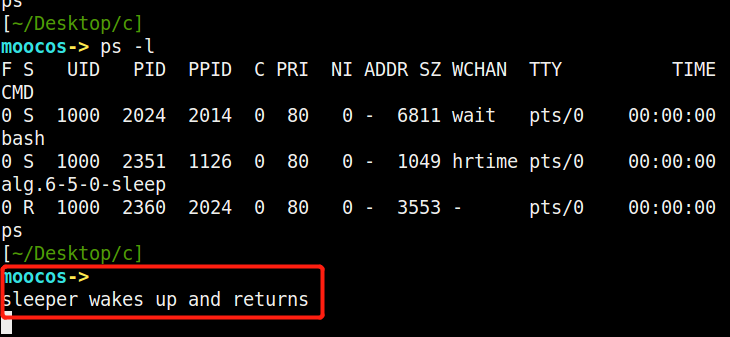 ps
[~/Desktop/c]
moocos-> ps -l
F S   UID   PID  PPID  C PRI  NI ADDR SZ WCHAN  TTY          TIME
CMD
0 S  1000  2024  2014  0  80   0 -  6811 wait   pts/0    00:00:00
bash
0 S  1000  2351  1126  0  80   0 -  1049 hrtime pts/0    00:00:00
alg.6-5-0-sleep
0 R  1000  2360  2024  0  80   0 -  3553 -      pts/0    00:00:00
ps
[~/Desktop/c]
moocos->
sleeper wakes up and returns